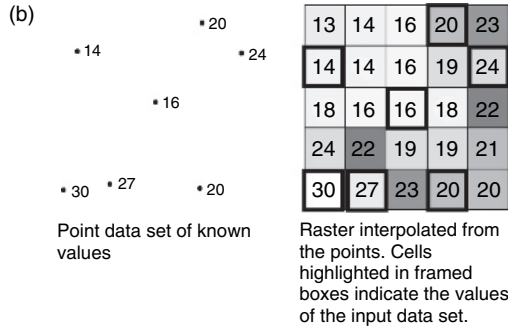 (b)
20
14
24
16
30
27
20
Point data set of known
values
13 14 16 20 23
14 14 16 19 24
18 16 16 18 22
24 22 19 19 21
30 27 23 20 20
Raster interpolated from
the points. Cells
highlighted in framed
boxes indicate the values
of the input data set.